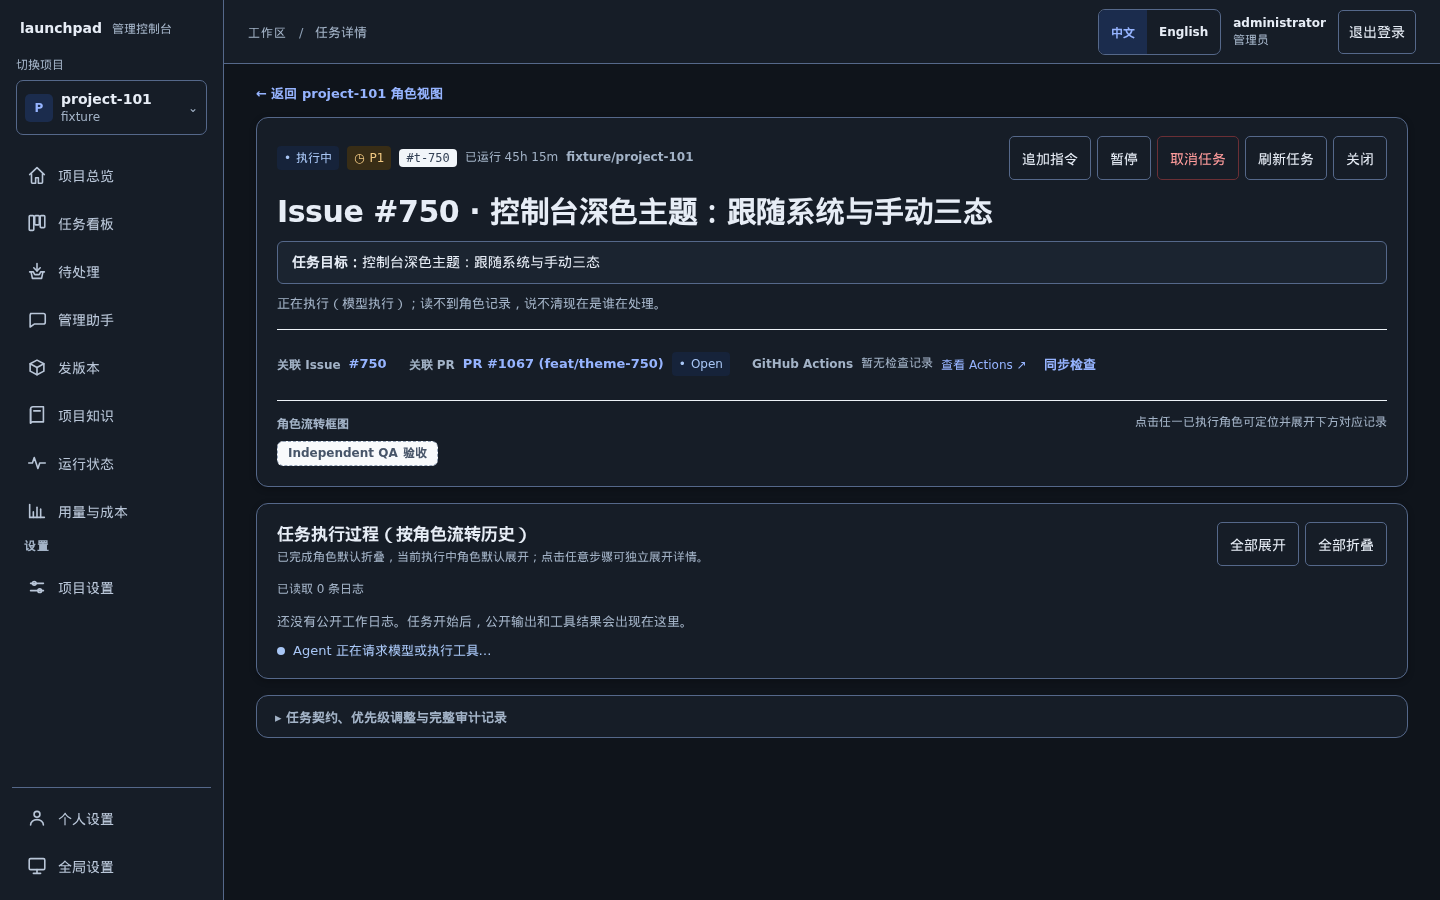 launchpad 管理控制台
切换项目
P project-101
fixture
项目总览
任务看板
待处理
管理助手
发版本
项目知识
运行状态
用量与成本
设置
项目设置
个人设置
全局设置
工作区 / 任务详情
中文 English
administrator
管理员
退出登录
← 返回 project-101 角色视图
• 执行中 ◷ P1 #t-750 已运行 45h 15m fixture/project-101
追加指令 暂停 取消任务 刷新任务 关闭
Issue #750 · 控制台深色主题：跟随系统与手动三态
任务目标：控制台深色主题：跟随系统与手动三态
正在执行（模型执行）；读不到角色记录，说不清现在是谁在处理。
关联 Issue #750 关联 PR PR #1067 (feat/theme-750) • Open GitHub Actions 暂无检查记录 查看 Actions ↗ 同步检查
角色流转框图
点击任一已执行角色可定位并展开下方对应记录
Independent QA 验收
任务执行过程（按角色流转历史）
已完成角色默认折叠，当前执行中角色默认展开；点击任意步骤可独立展开详情。
全部展开 全部折叠
已读取 0 条日志
还没有公开工作日志。任务开始后，公开输出和工具结果会出现在这里。
Agent 正在请求模型或执行工具...
▸ 任务契约、优先级调整与完整审计记录